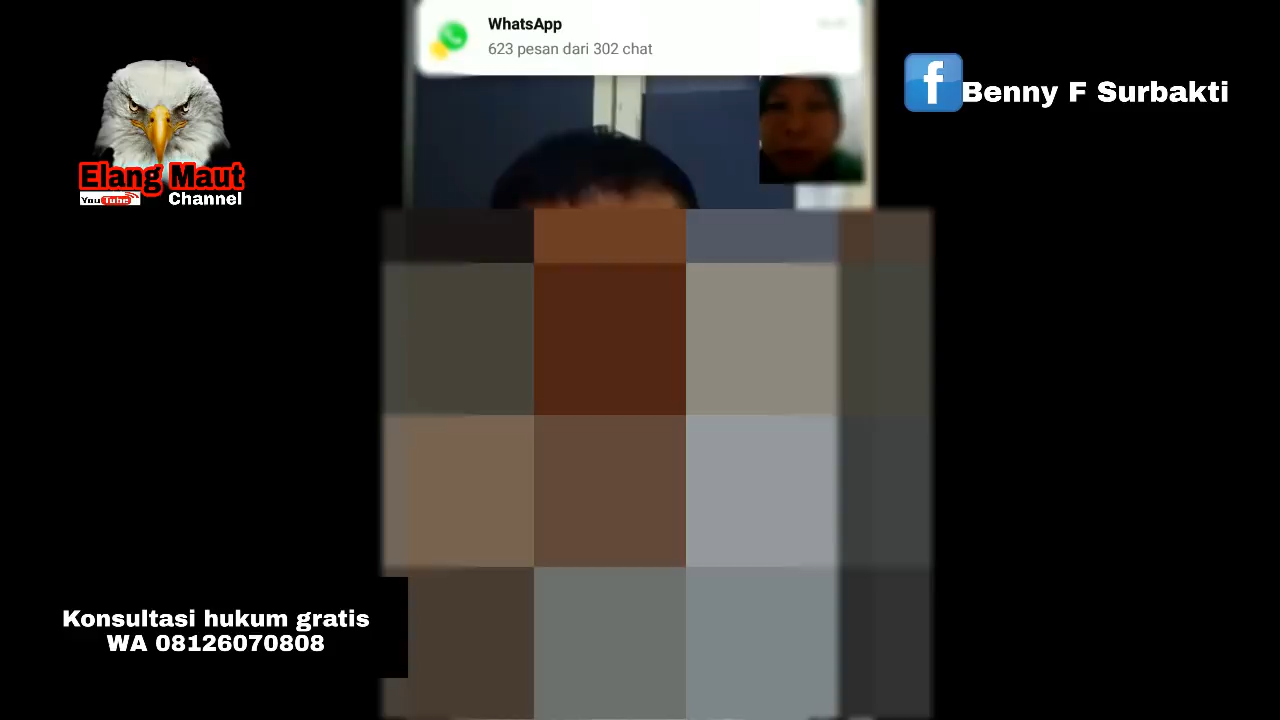 WhatsApp
623 pesan dari 302 chat
Benny F Surbakti
Elang Maut
YouTube Channel
Konsultasi hukum gratis
WA 08126070808